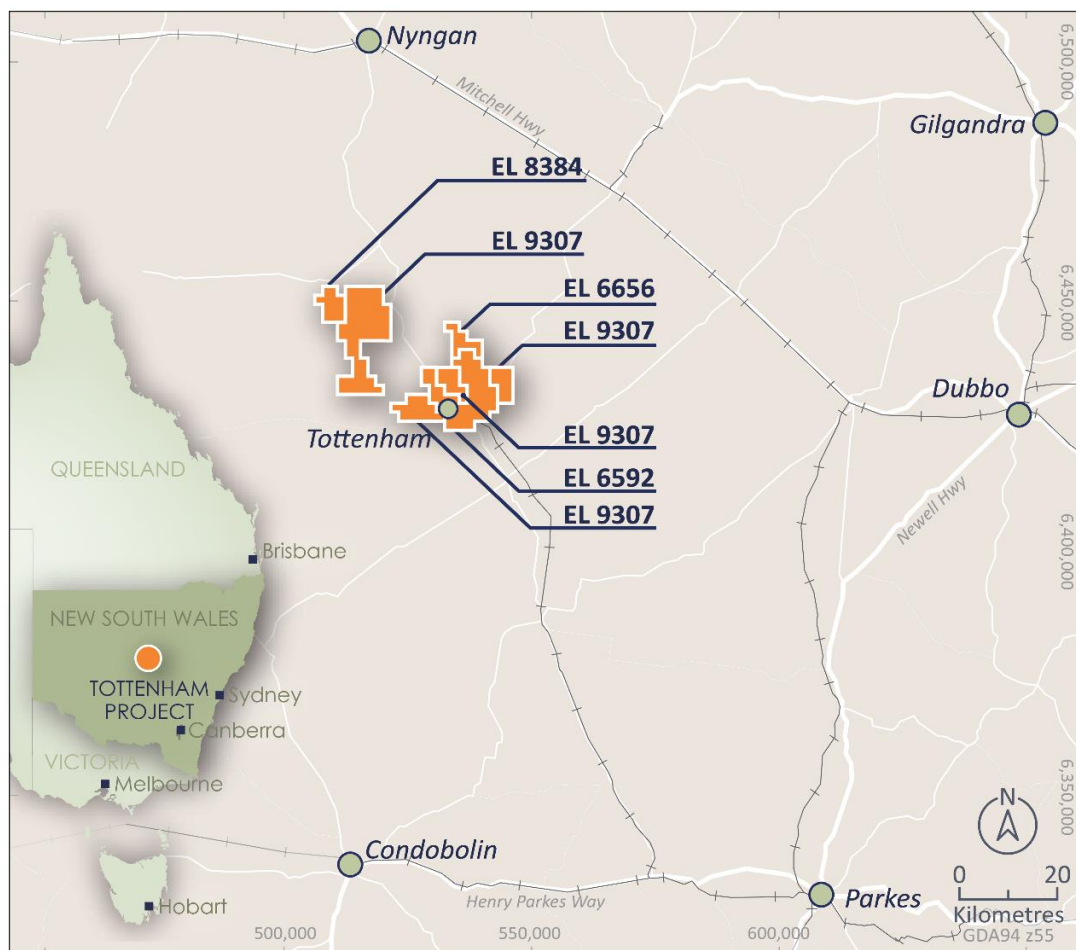 Nyngan
Mitchell Hwy
6,500,000
Gilgandra
EL 8384
EL 9307
EL 6656
EL 9307
6,450,000
Dubbo
Tottenham
EL 9307
EL 6592
EL 9307
QUEENSLAND
Newell Hwy
Brisbane
6,400,000
NEW SOUTH WALES
TOTTENHAM
PROJECT
Sydney
Canberra
VICTORIA
Melbourne
6,350,000
N
Condobolin
0 20
Henry Parkes Way
Parkes
Kilometres
Hobart
500,000
550,000
600,000
GDA94 z55